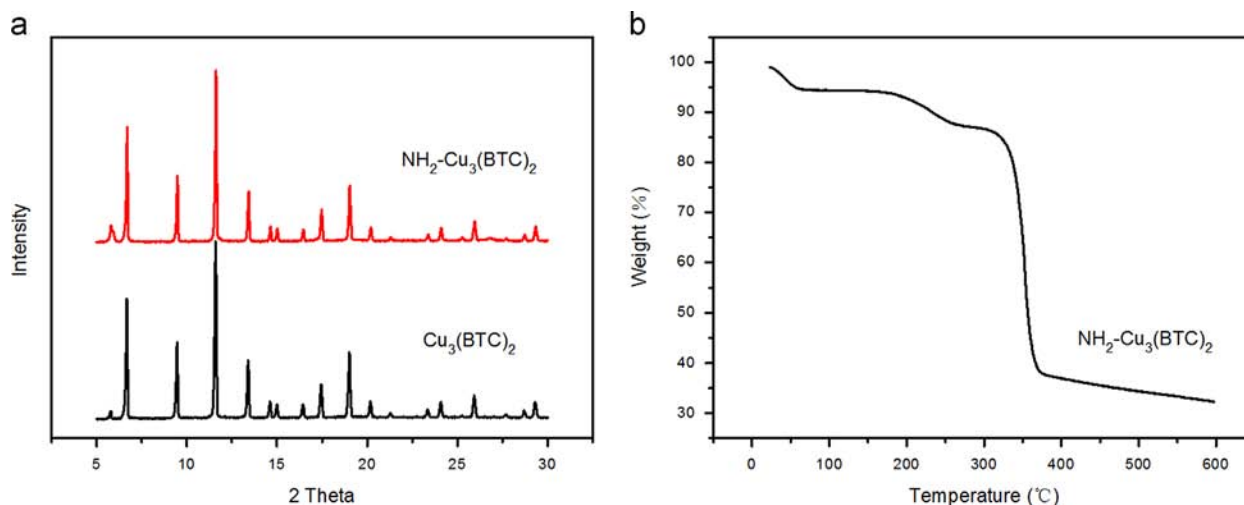 a
Intensity
NH₂-Cu₃(BTC)₂
Cu₃(BTC)₂
5 10 15 20 25 30
2 Theta
b
Weight (%)
100
90
80
70
60
50
40
30
NH₂-Cu₃(BTC)₂
0 100 200 300 400 500 600
Temperature (℃)